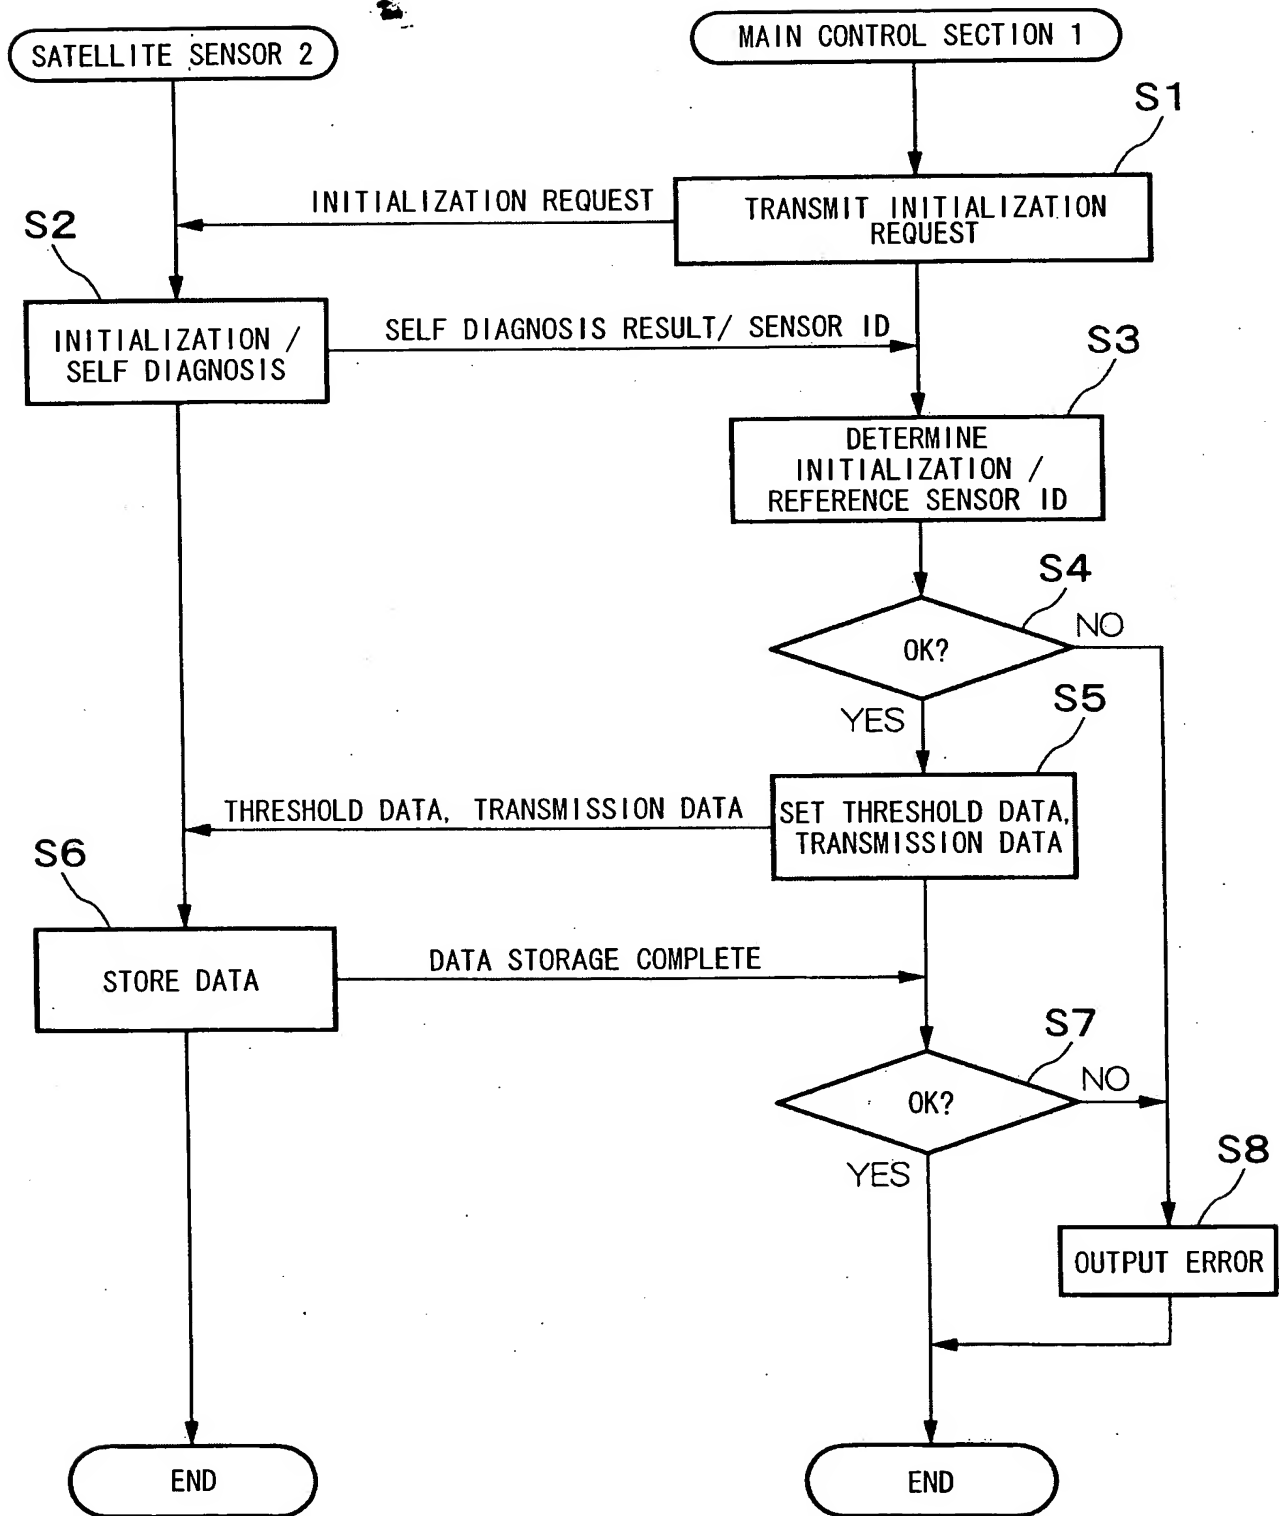 SATELLITE SENSOR 2
MAIN CONTROL SECTION 1
S1
INITIALIZATION REQUEST
TRANSMIT INITIALIZATION
REQUEST
S2
INITIALIZATION /
SELF DIAGNOSIS
SELF DIAGNOSIS RESULT/ SENSOR ID
S3
DETERMINE
INITIALIZATION /
REFERENCE SENSOR ID
S4
OK?
NO
YES
S5
THRESHOLD DATA, TRANSMISSION DATA
SET THRESHOLD DATA,
TRANSMISSION DATA
S6
STORE DATA
DATA STORAGE COMPLETE
S7
OK?
NO
YES
S8
OUTPUT ERROR
END
END